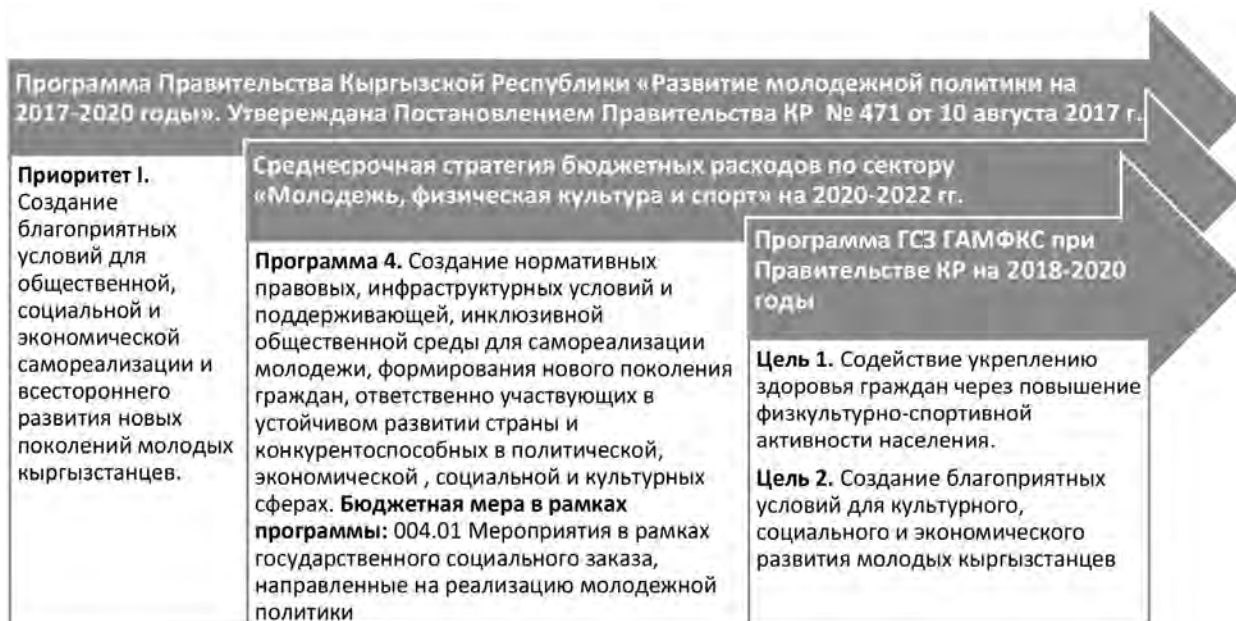 Программа Правительства Кыргызской Республики «Развитие молодежной политики на
2017-2020 годы». Утвереждана Постановлением Правительства КР № 471 от 10 августа 2017 г.
Приоритет I.
Создание
благоприятных
условий для
общественной,
социальной и
экономической
самореализации и
всестороннего
развития новых
поколений молодых
кыргызстанцев.
Среднесрочная стратегия бюджетных расходов по сектору
«Молодежь, физическая культура и спорт» на 2020-2022 гг.
Программа 4. Создание нормативных
правовых, инфраструктурных условий и
поддерживающей, инклюзивной
общественной среды для самореализации
молодежи, формирования нового поколения
граждан, ответственно участвующих в
устойчивом развитии страны и
конкурентоспособных в политической,
экономической , социальной и культурных
сферах. Бюджетная мера в рамках
программы: 004.01 Мероприятия в рамках
государственного социального заказа,
направленные на реализацию молодежной
политики
Программа ГСЗ ГАМФКС при
Правительстве КР на 2018-2020
годы
Цель 1. Содействие укреплению
здоровья граждан через повышение
физкультурно-спортивной
активности населения.
Цель 2. Создание благоприятных
условий для культурного,
социального и экономического
развития молодых кыргызстанцев